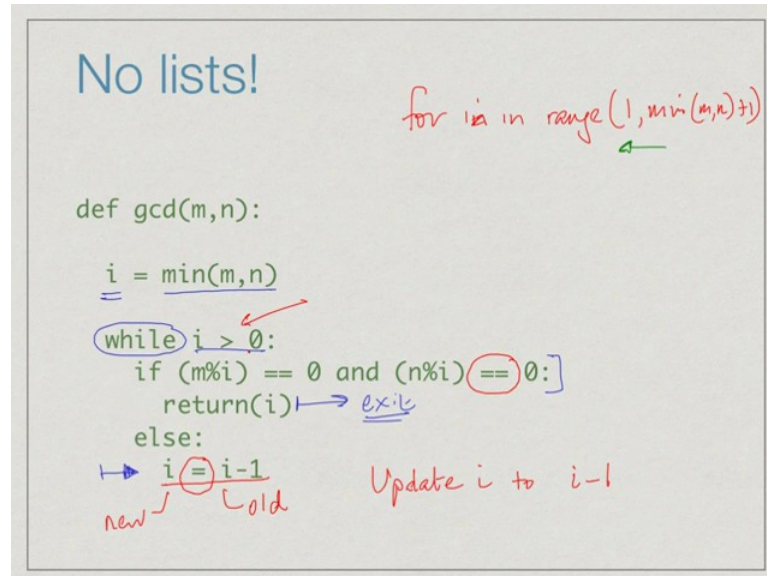 No lists!
for i in range(1, min(m,n)+1)
def gcd(m,n):
i = min(m,n)
while i > 0:
if (m%i) == 0 and (n%i) == 0:
return(i) exit
else:
i = i-1 Update i to i-1
new old